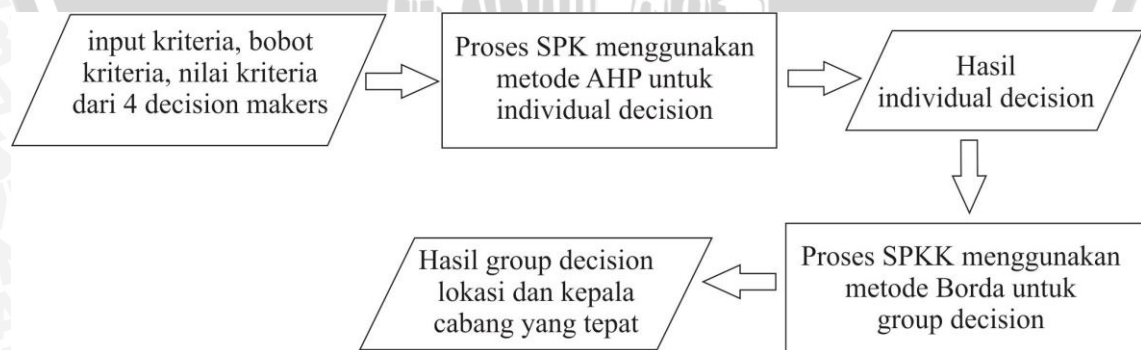 input kriteria, bobot
kriteria, nilai kriteria
dari 4 decision makers
Proses SPK menggunakan
metode AHP untuk
individual decision
Hasil
individual decision
Proses SPKK menggunakan
metode Borda untuk
group decision
Hasil group decision
lokasi dan kepala
cabang yang tepat